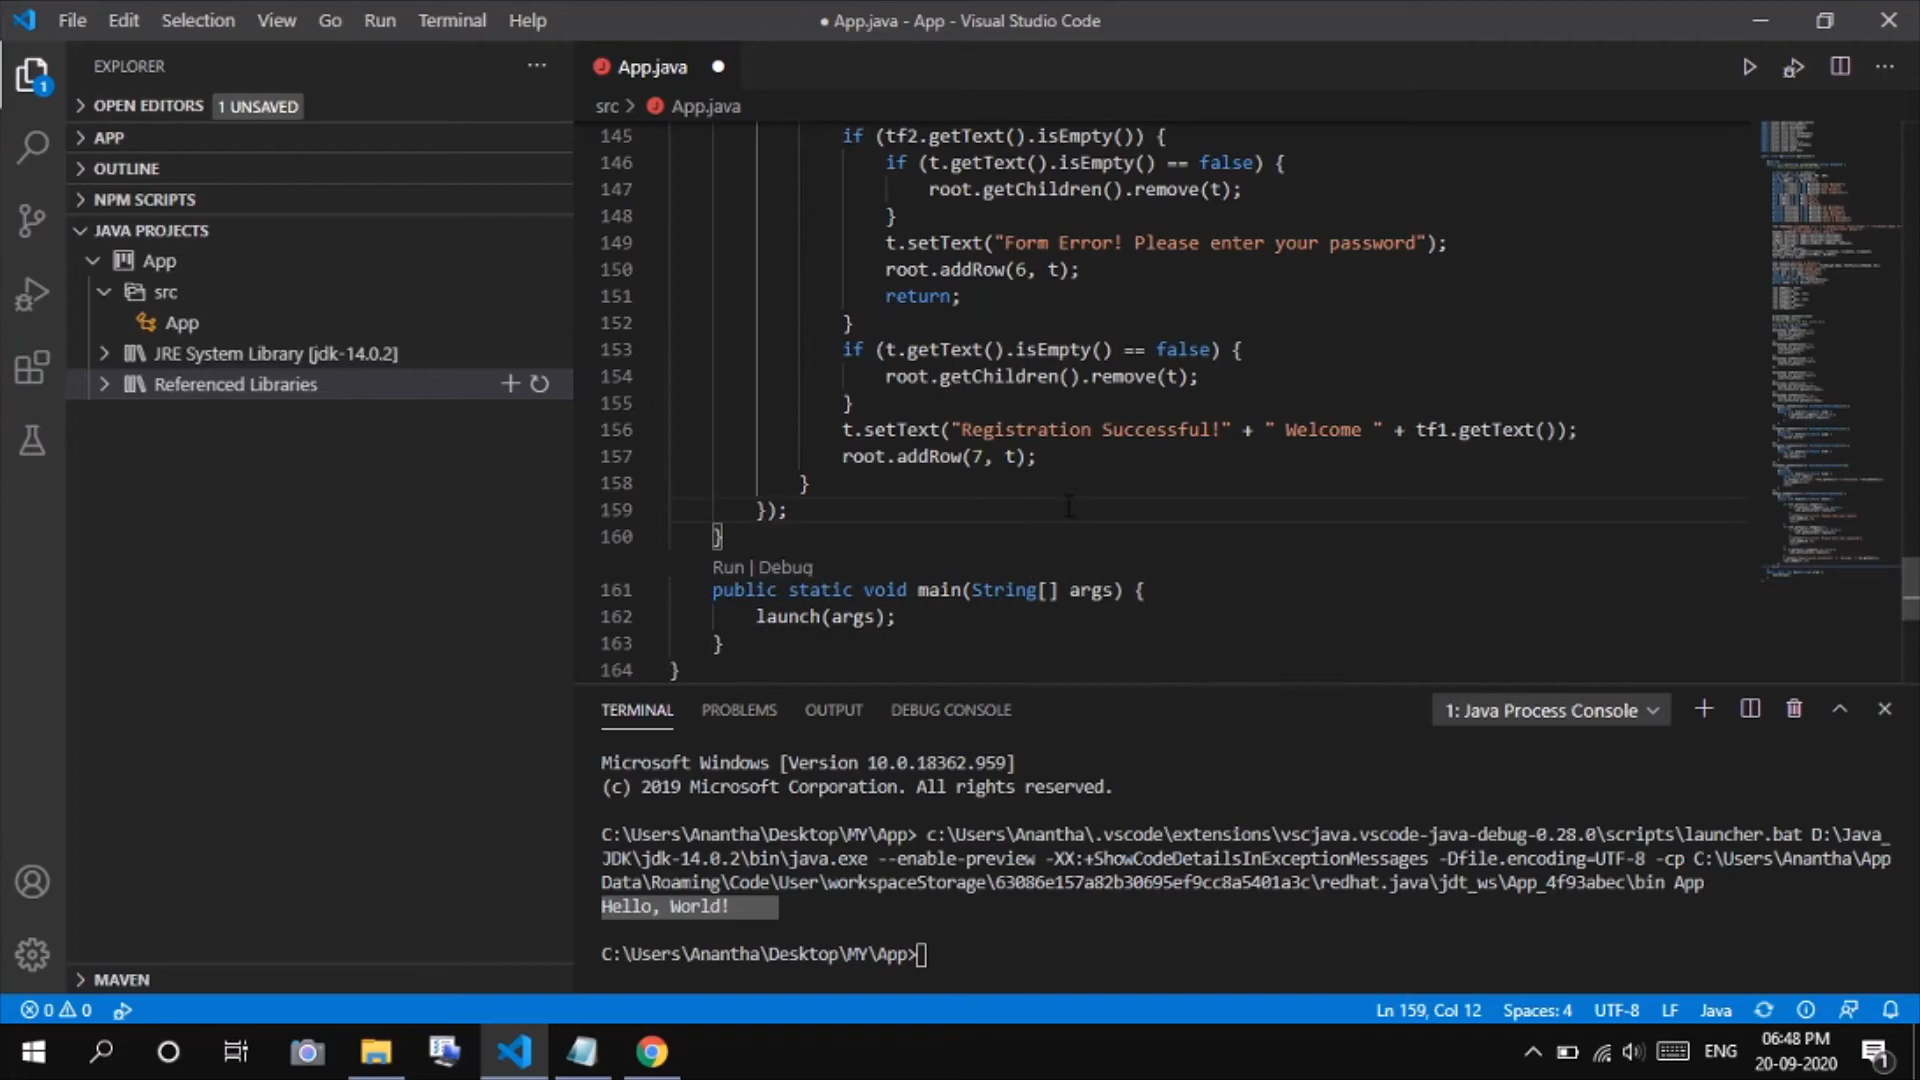 File Edit Selection View Go Run Terminal Help
● App.java - App - Visual Studio Code
EXPLORER
OPEN EDITORS 1 UNSAVED
APP
OUTLINE
NPM SCRIPTS
JAVA PROJECTS
App
src
App
JRE System Library [jdk-14.0.2]
Referenced Libraries
MAVEN
1
App.java
src > App.java
145 if (tf2.getText().isEmpty()) {
146 if (t.getText().isEmpty() == false) {
147 root.getChildren().remove(t);
148 }
149 t.setText("Form Error! Please enter your password");
150 root.addRow(6, t);
151 return;
152 }
153 if (t.getText().isEmpty() == false) {
154 root.getChildren().remove(t);
155 }
156 t.setText("Registration Successful!" + " Welcome " + tf1.getText());
157 root.addRow(7, t);
158 }
159 });
160 }
Run | Debug
161 public static void main(String[] args) {
162 launch(args);
163 }
164 }
TERMINAL PROBLEMS OUTPUT DEBUG CONSOLE
1: Java Process Console
Microsoft Windows [Version 10.0.18362.959]
(c) 2019 Microsoft Corporation. All rights reserved.
C:\Users\Anantha\Desktop\MY\App> c:\Users\Anantha\.vscode\extensions\vscjava.vscode-java-debug-0.28.0\scripts\launcher.bat D:\Java_
JDK\jdk-14.0.2\bin\java.exe --enable-preview -XX:+ShowCodeDetailsInExceptionMessages -Dfile.encoding=UTF-8 -cp C:\Users\Anantha\App
Data\Roaming\Code\User\workspaceStorage\63086e157a82b30695ef9cc8a5401a3c\redhat.java\jdt_ws\App_4f93abec\bin App
Hello, World!
C:\Users\Anantha\Desktop\MY\App>
0 0
Ln 159, Col 12 Spaces: 4 UTF-8 LF Java
ENG
06:48 PM
20-09-2020
1